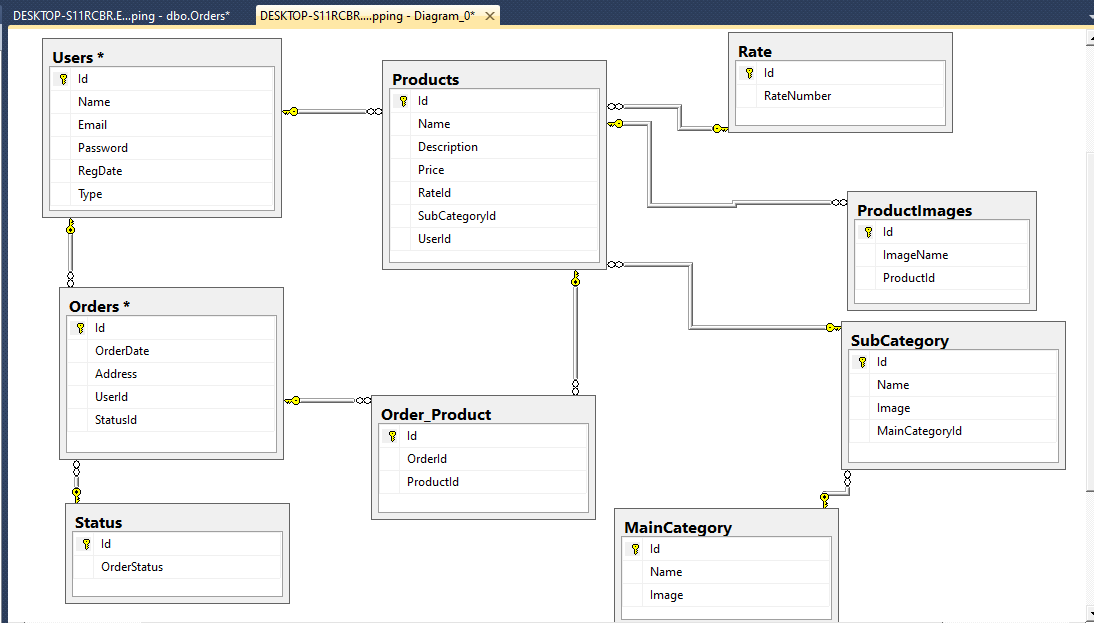 DESKTOP-S11RCBR.E...ping - dbo.Orders*
DESKTOP-S11RCBR....pping - Diagram_0*
Users *
Id
Name
Email
Password
RegDate
Type
Products
Id
Name
Description
Price
RateId
SubCategoryId
UserId
Rate
Id
RateNumber
ProductImages
Id
ImageName
ProductId
Orders *
Id
OrderDate
Address
UserId
StatusId
Order_Product
Id
OrderId
ProductId
SubCategory
Id
Name
Image
MainCategoryId
Status
Id
OrderStatus
MainCategory
Id
Name
Image